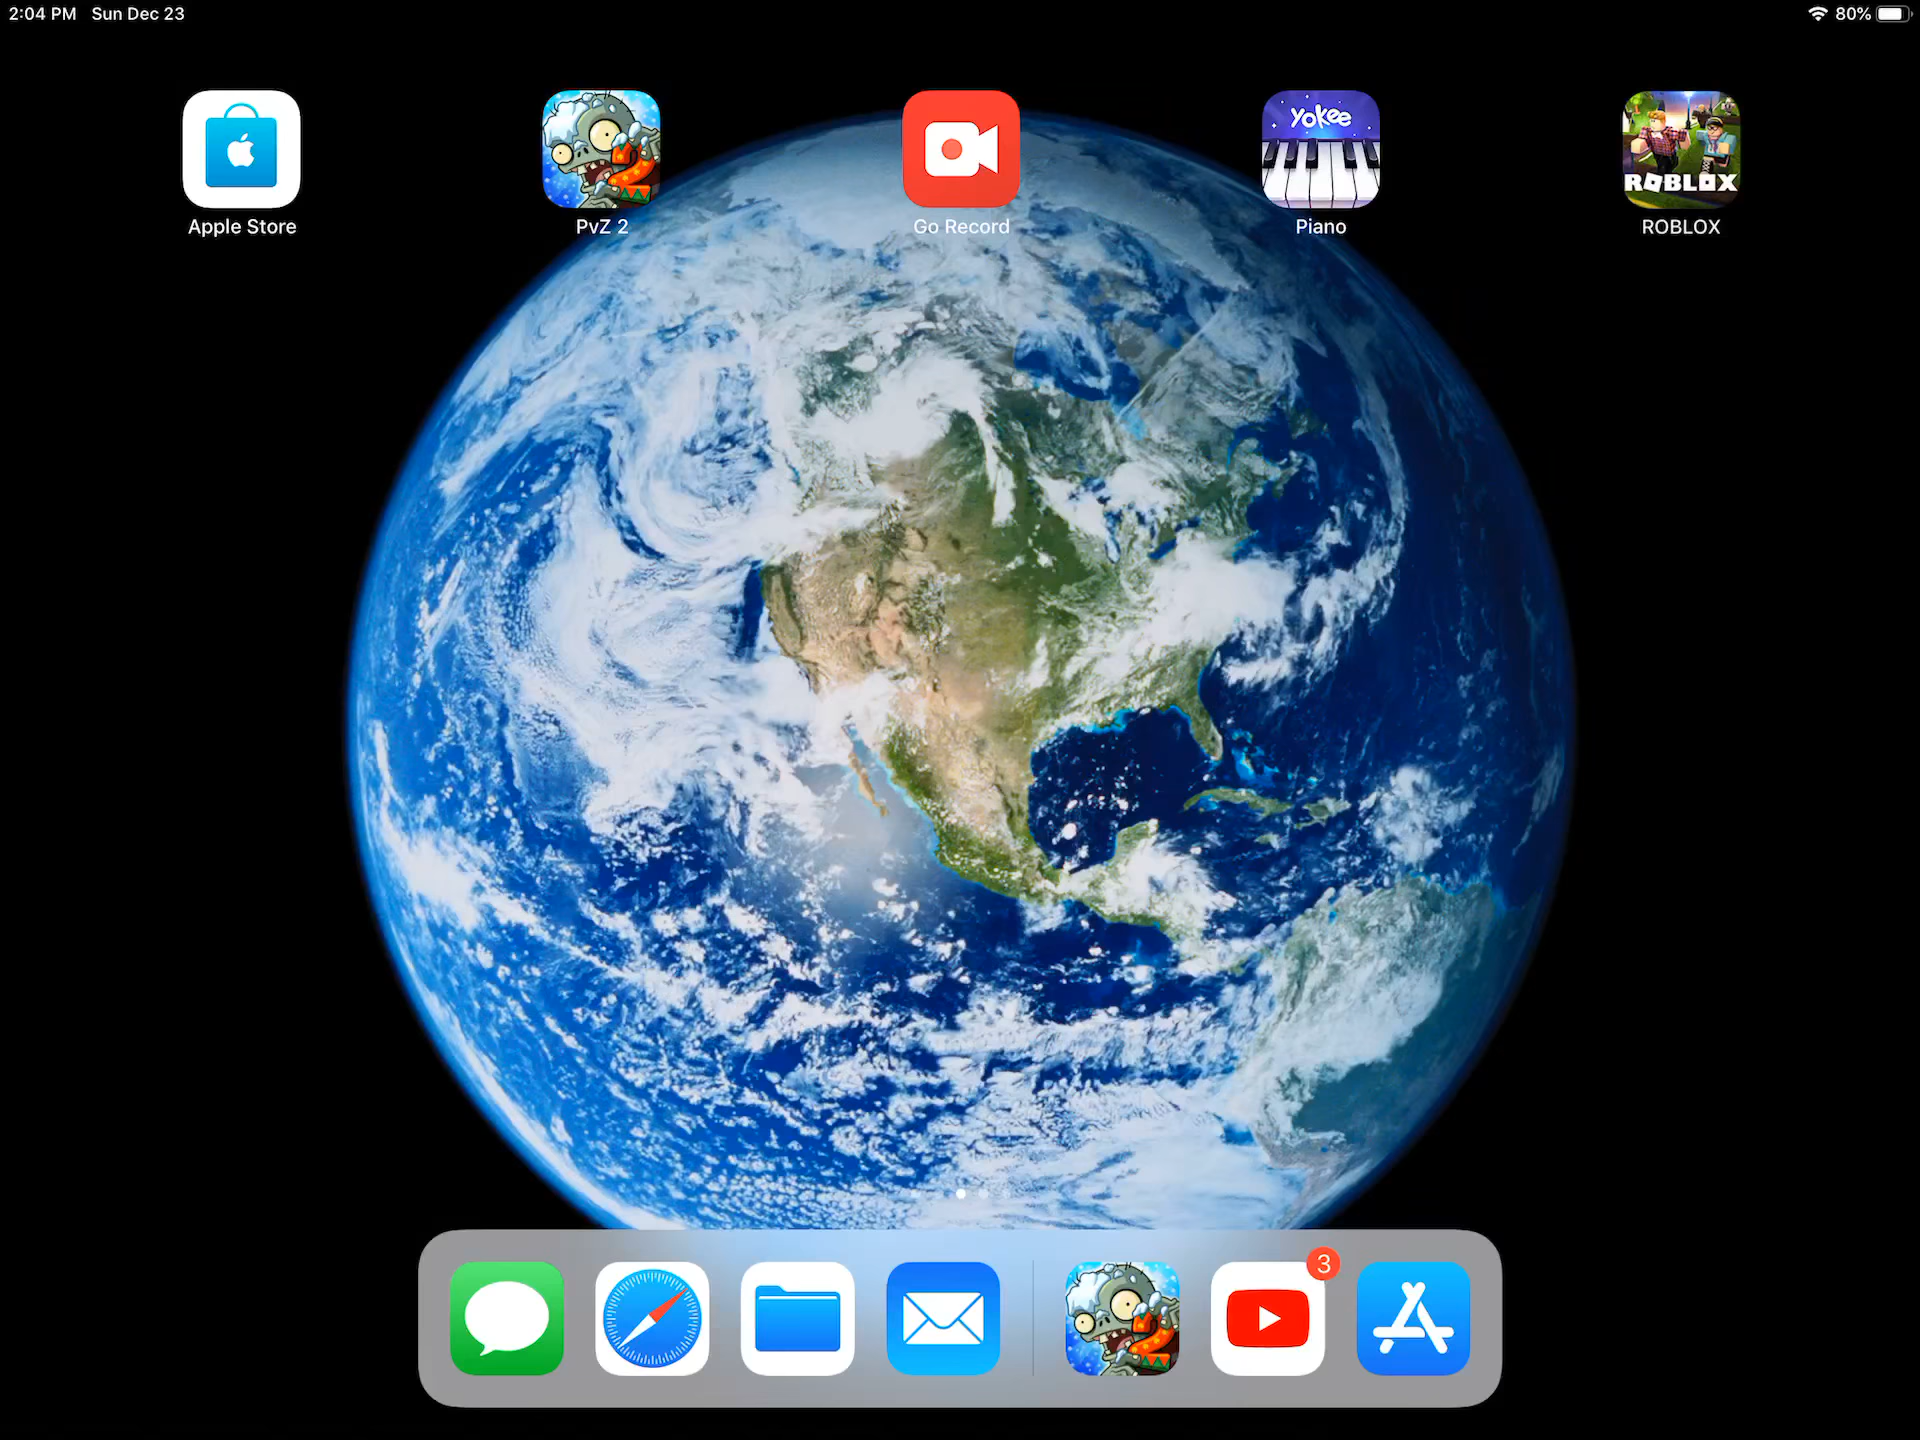 2:04 PM Sun Dec 23
80%
Yokee
ROBLOX
Apple Store
PvZ 2
Go Record
Piano
ROBLOX
3